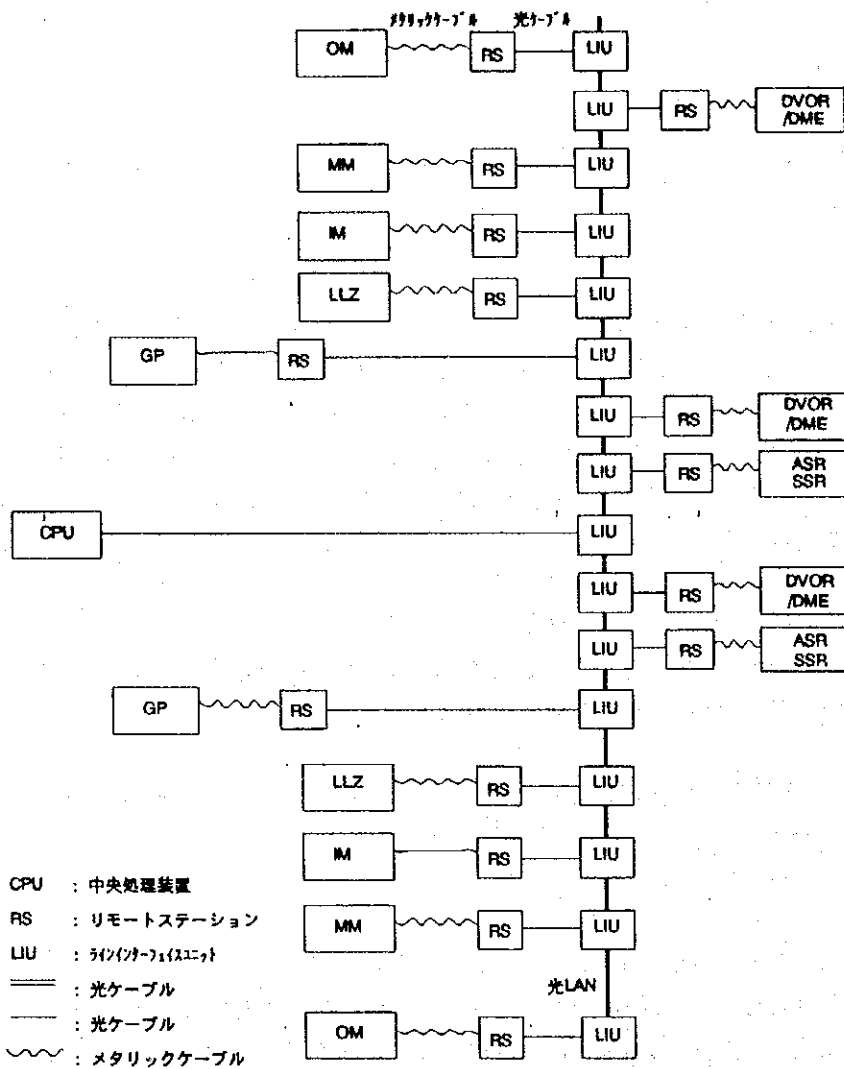 メタリックケーブル 光ケーブル
OM RS LIU
LIU RS DVOR
/DME
MM RS LIU
IM RS LIU
LLZ RS LIU
GP RS LIU
LIU RS DVOR
/DME
LIU RS ASR
SSR
CPU LIU
LIU RS DVOR
/DME
LIU RS ASR
SSR
GP RS LIU
LLZ RS LIU
IM RS LIU
MM RS LIU
光LAN
OM RS LIU
CPU : 中央処理装置
RS : リモートステーション
LIU : ラインインターフェイスユニット
: 光ケーブル
: 光ケーブル
: メタリックケーブル